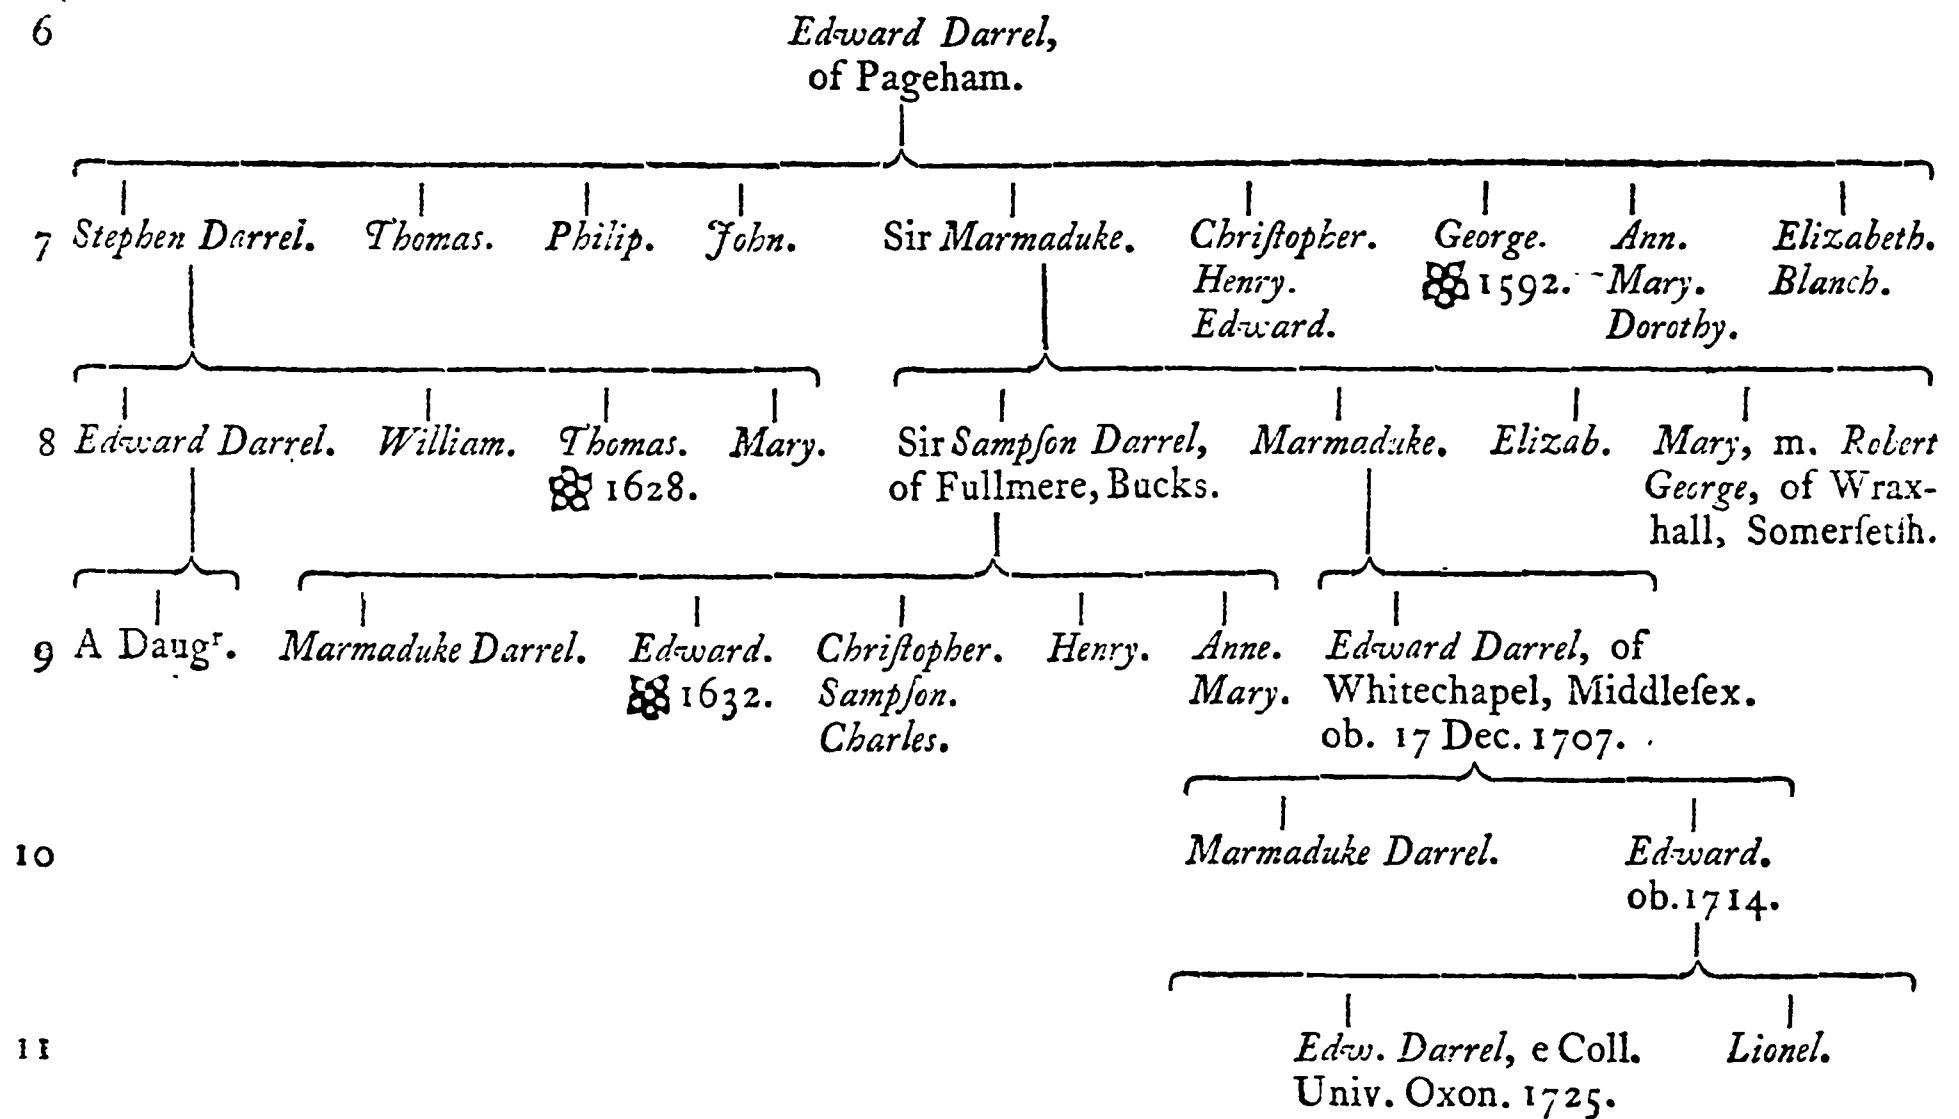 6 Edward Darrel,
of Pageham.
7 Stephen Darrel. Thomas. Philip. John. Sir Marmaduke. Chriſtopher. George. Ann. Elizabeth.
Henry. 1592. Mary. Blanch.
Edward. Dorothy.
8 Edward Darrel. William. Thomas. Mary. Sir Sampſon Darrel, Marmaduke. Elizab. Mary, m. Robert
1628. of Fullmere, Bucks. George, of Wrax-
hall, Somerſetſh.
9 A Daugʳ. Marmaduke Darrel. Edward. Chriſtopher. Henry. Anne. Edward Darrel, of
1632. Sampſon. Mary. Whitechapel, Middleſex.
Charles. ob. 17 Dec. 1707.
10 Marmaduke Darrel. Edward.
ob. 1714.
11 Edw. Darrel, e Coll. Lionel.
Univ. Oxon. 1725.